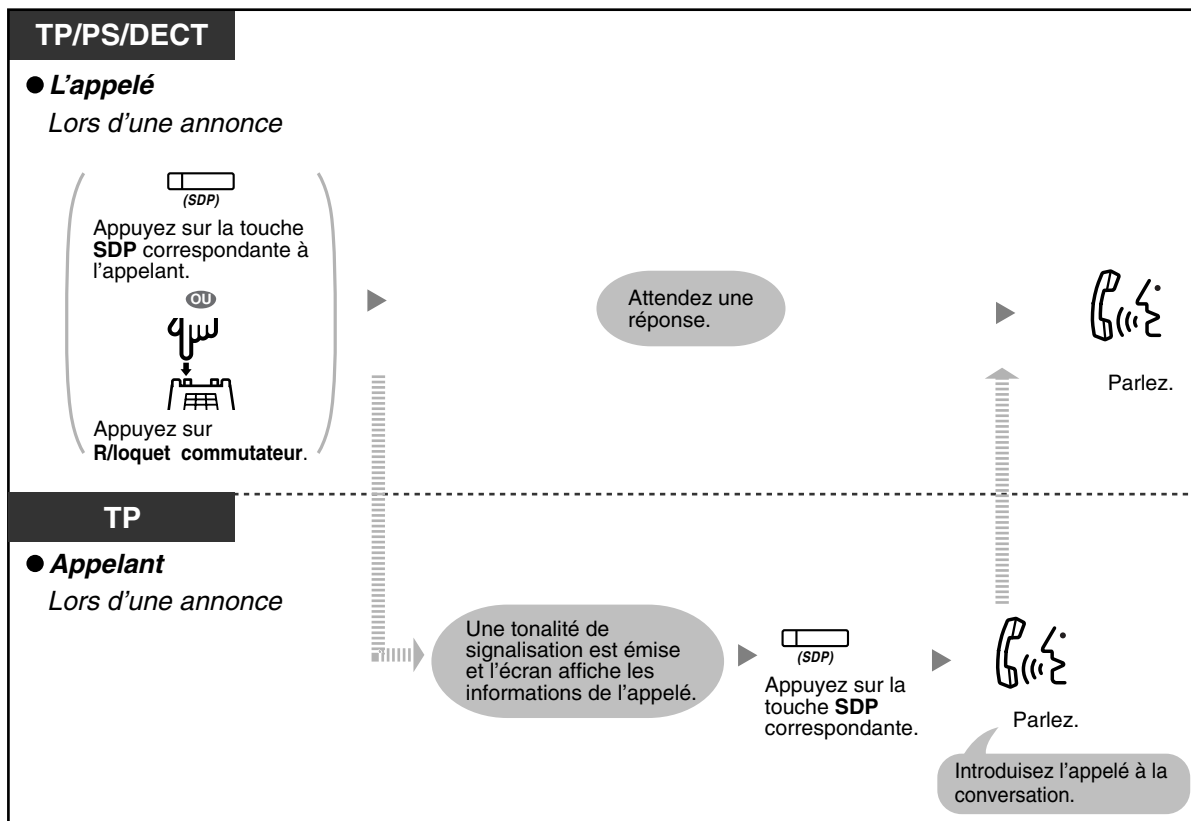 TP/PS/DECT
● L'appelé
Lors d'une annonce
(SDP)
Appuyez sur la touche
SDP correspondante à
l'appelant.
OU
Appuyez sur
R/loquet commutateur.
Attendez une
réponse.
Parlez.
TP
● Appelant
Lors d'une annonce
Une tonalité de
signalisation est émise
et l'écran affiche les
informations de l'appelé.
(SDP)
Appuyez sur la
touche SDP
correspondante.
Parlez.
Introduisez l'appelé à la
conversation.